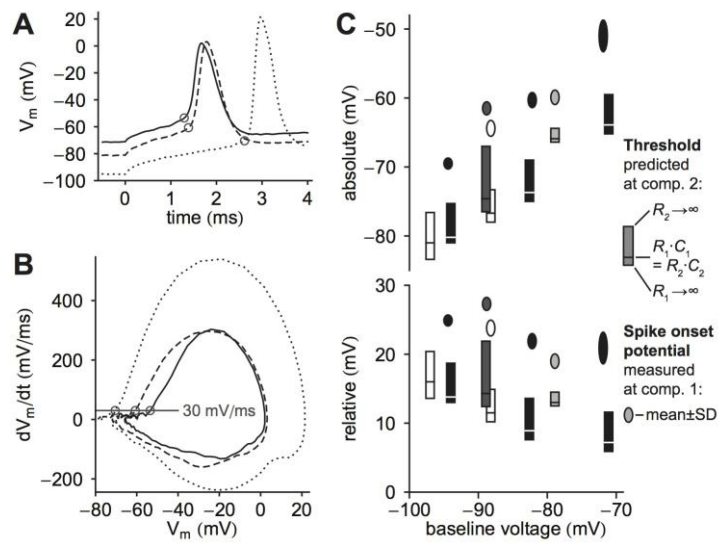 A
20
0
−20
−40
−60
−80
−100
Vm (mV)
0 1 2 3 4
time (ms)
B
400
200
0
−200
dVm/dt (mV/ms)
30 mV/ms
−80 −60 −40 −20 0 20
Vm (mV)
C
−50
−60
−70
−80
absolute (mV)
30
20
10
0
relative (mV)
−100 −90 −80 −70
baseline voltage (mV)
Threshold
predicted
at comp. 2:
R2→∞
R1·C1
= R2·C2
R1→∞
Spike onset
potential
measured
at comp. 1:
−mean±SD